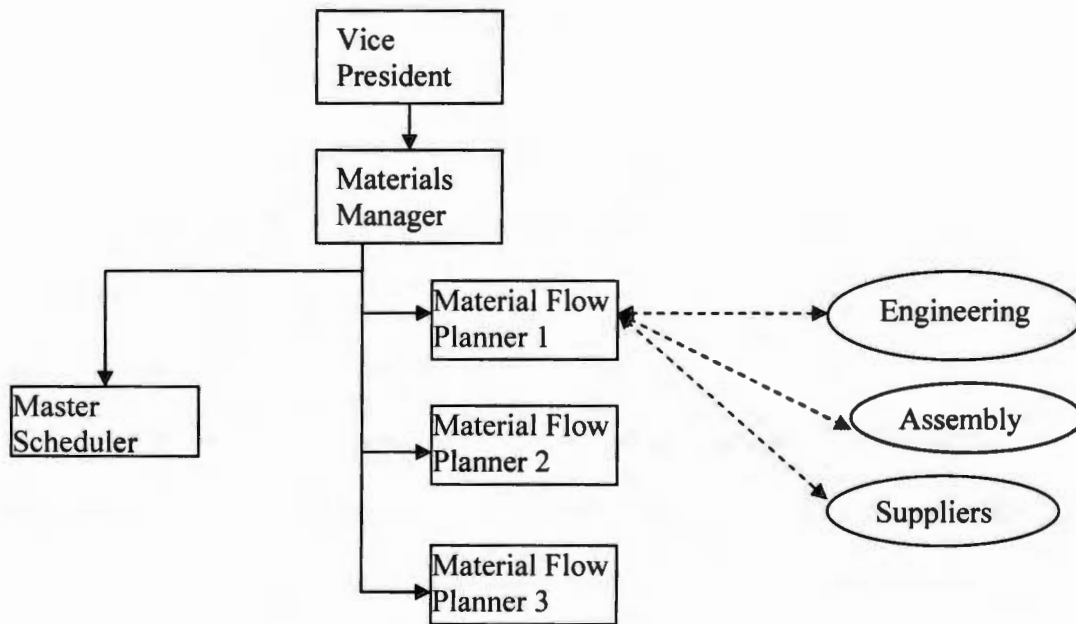 Vice
President
Materials
Manager
Material Flow
Planner 1
Engineering
Master
Scheduler
Material Flow
Planner 2
Assembly
Suppliers
Material Flow
Planner 3